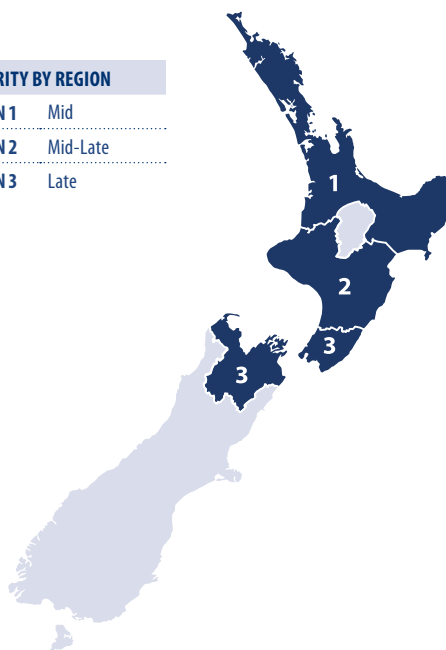 RITY BY REGION
N 1 Mid
N 2 Mid-Late
N 3 Late
1
2
3
3